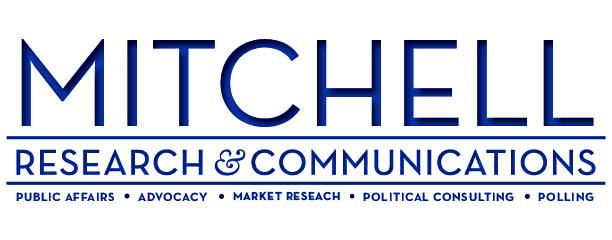 MITCHELL
RESEARCH & COMMUNICATIONS
PUBLIC AFFAIRS • ADVOCACY • MARKET RESEACH • POLITICAL CONSULTING • POLLING